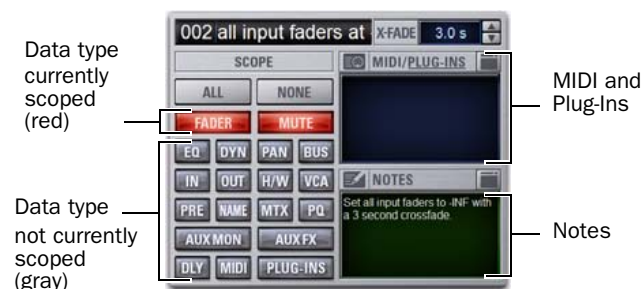 002 all input faders at
X-FADE 3.0 s
Data type
currently
scoped
(red)
SCOPE
MIDI/PLUG-INS
ALL NONE
FADER MUTE
MIDI and
Plug-Ins
EQ DYN PAN BUS
IN OUT H/W VCA
NOTES
PRE NAME MTX PQ
Set all input faders to -INF with
a 3 second crossfade.
AUX MON AUX FX
DLY MIDI PLUG-INS
Data type
not currently
scoped
(gray)
Notes